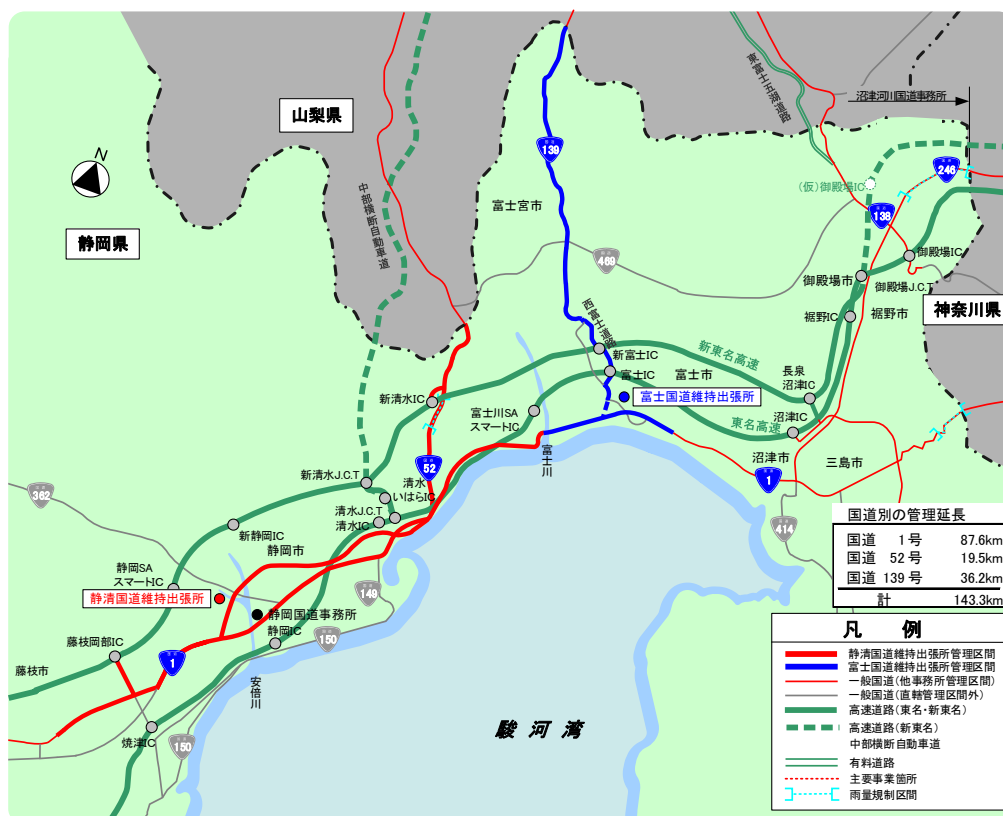 沼津河川国道事務所
東富士五湖道路
山梨県
N
中部横断自動車道
国道
139
国道
246
(仮)御殿場IC
国道
138
富士宮市
静岡県
469
御殿場IC
御殿場市
御殿場J.C.T
神奈川県
西富士道路
裾野IC
裾野市
新富士IC
新東名高速
富士IC
富士市
長泉
沼津IC
新清水IC
富士国道維持出張所
富士川SA
スマートIC
東名高速
沼津IC
富士川
沼津市
三島市
国道
52
国道
1
新清水J.C.T
清水
いはらIC
362
清水J.C.T
清水IC
414
新静岡IC
静岡市
静岡SA
スマートIC
149
静清国道維持出張所
静岡国道事務所
静岡IC
150
藤枝岡部IC
国道
1
藤枝市
安倍川
焼津IC
150
駿河湾
国道別の管理延長
国道 1号 87.6km
国道 52号 19.5km
国道 139号 36.2km
計 143.3km
凡例
静清国道維持出張所管理区間
富士国道維持出張所管理区間
一般国道(他事務所管理区間)
一般国道(直轄管理区間外)
高速道路(東名・新東名)
高速道路(新東名)
中部横断自動車道
有料道路
主要事業箇所
雨量規制区間